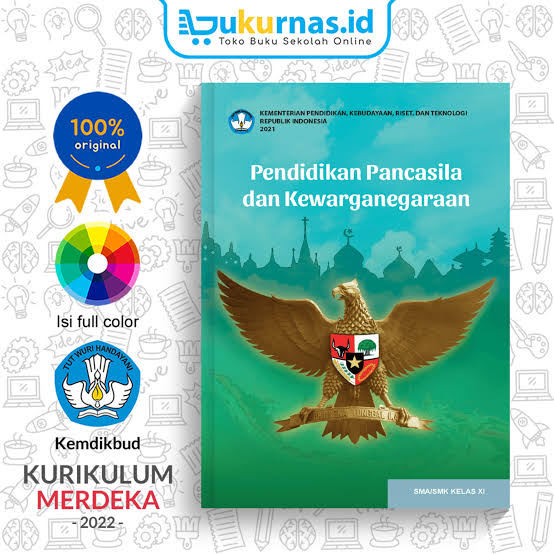 bukurnas.id
Toko Buku Sekolah Online
100%
original
KEMENTERIAN PENDIDIKAN, KEBUDAYAAN, RISET, DAN TEKNOLOGI
REPUBLIK INDONESIA
2021
Pendidikan Pancasila
dan Kewarganegaraan
Isi full color
TUT WURI HANDAYANI
Kemdikbud
KURIKULUM
MERDEKA
- 2022 -
SMA/SMK KELAS XI